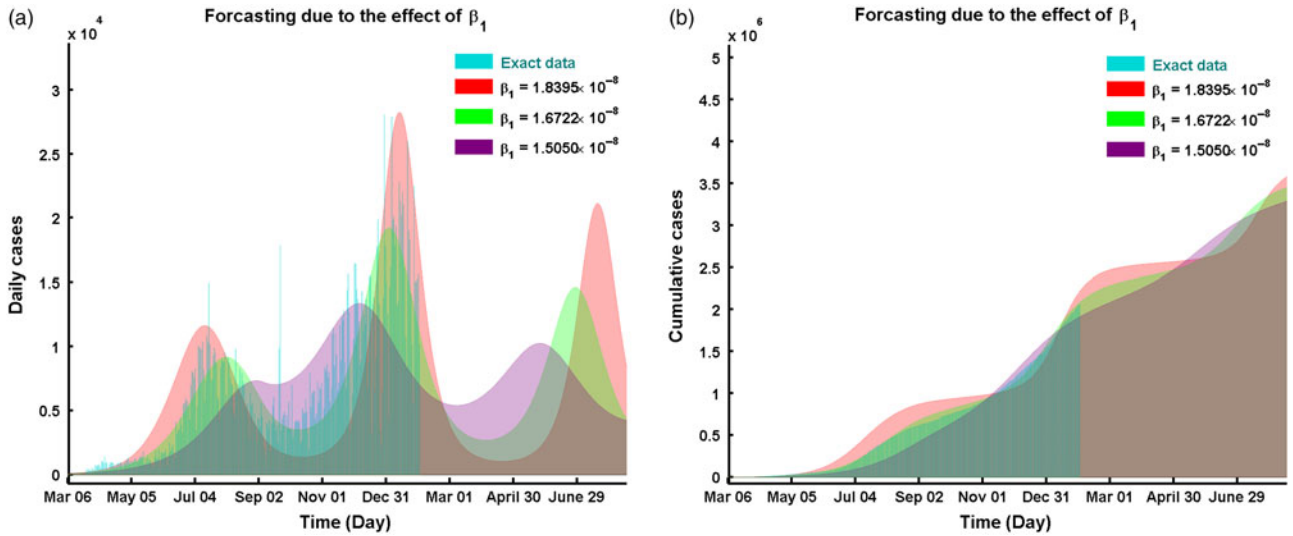 (a)
Forcasting due to the effect of β₁
× 10⁴
Exact data
β₁ = 1.8395× 10⁻⁸
β₁ = 1.6722× 10⁻⁸
β₁ = 1.5050× 10⁻⁸
3
2.5
2
1.5
1
0.5
0
Daily cases
Mar 06 May 05 Jul 04 Sep 02 Nov 01 Dec 31 Mar 01 April 30 June 29
Time (Day)
(b)
Forcasting due to the effect of β₁
× 10⁶
Exact data
β₁ = 1.8395× 10⁻⁸
β₁ = 1.6722× 10⁻⁸
β₁ = 1.5050× 10⁻⁸
5
4.5
4
3.5
3
2.5
2
1.5
1
0.5
0
Cumulative cases
Mar 06 May 05 Jul 04 Sep 02 Nov 01 Dec 31 Mar 01 April 30 June 29
Time (Day)